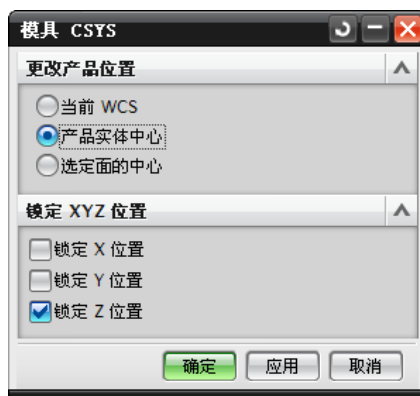 模具 CSYS
更改产品位置
当前 WCS
产品实体中心
选定面的中心
锁定 XYZ 位置
锁定 X 位置
锁定 Y 位置
锁定 Z 位置
确定 应用 取消